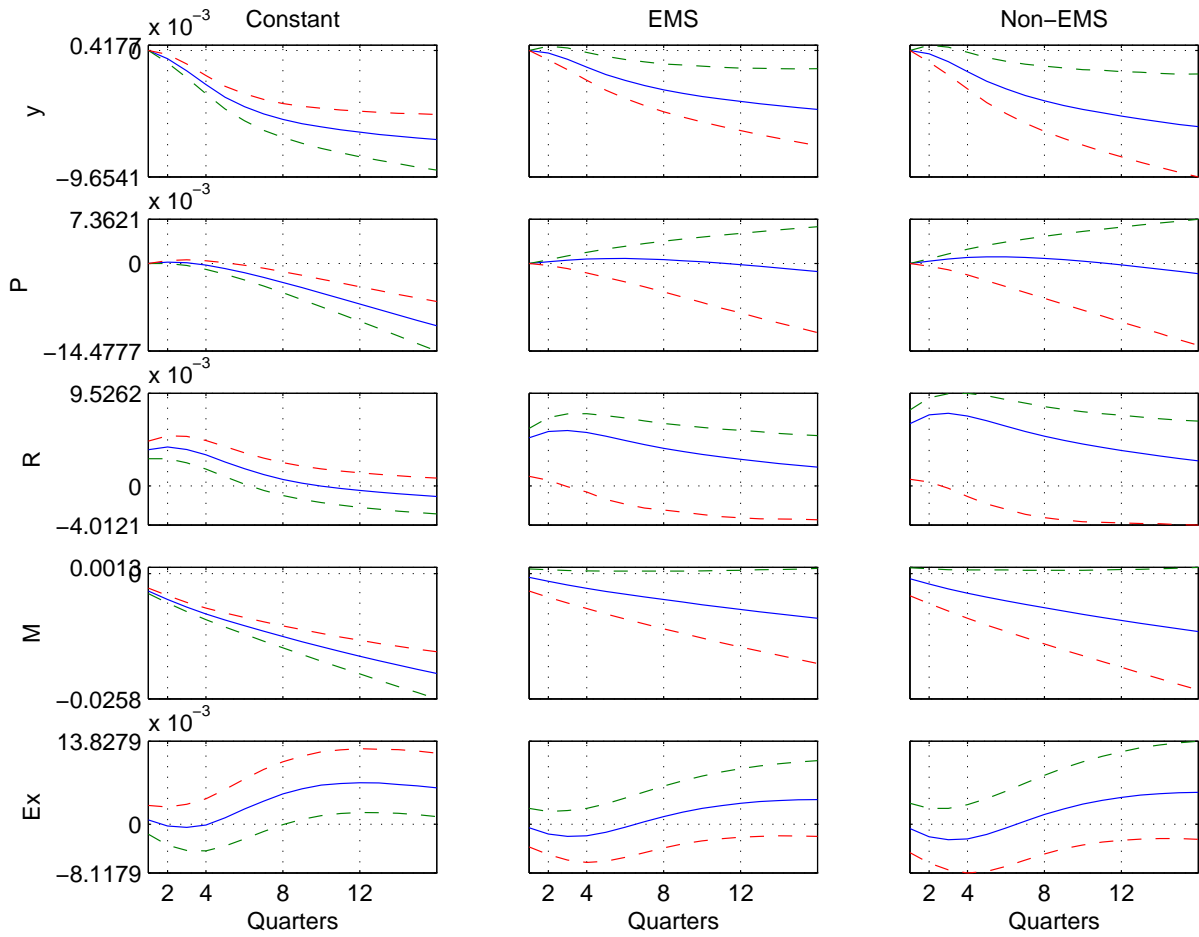 Constant EMS Non−EMS
x 10−3
0.4177
0
y
−9.6541
x 10−3
7.3621
0
P
−14.4777
x 10−3
9.5262
R
0
−4.0121
0.0013
0
M
−0.0258
x 10−3
13.8279
Ex
0
−8.1179
2 4 8 12 2 4 8 12 2 4 8 12
Quarters Quarters Quarters